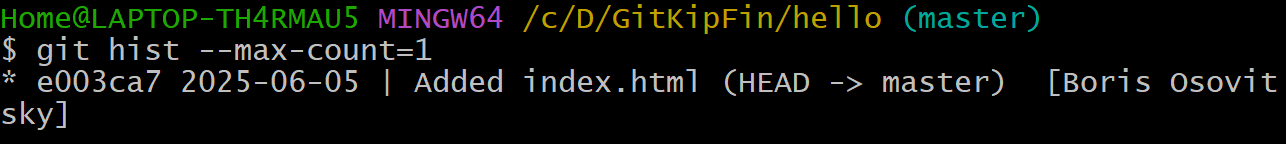 Home@LAPTOP-TH4RMAU5 MINGW64 /c/D/GitKipFin/hello (master)
$ git hist --max-count=1
* e003ca7 2025-06-05 | Added index.html (HEAD -> master)  [Boris Osovit
sky]